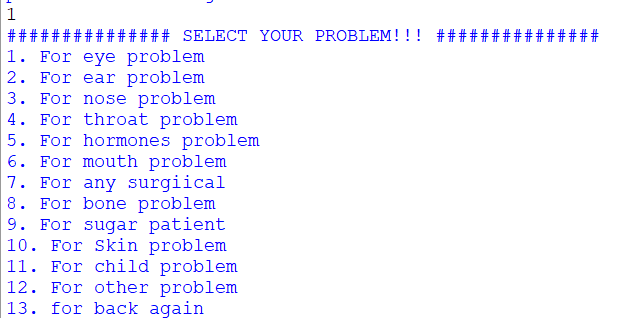 1
############### SELECT YOUR PROBLEM!!! ###############
1. For eye problem
2. For ear problem
3. For nose problem
4. For throat problem
5. For hormones problem
6. For mouth problem
7. For any surgiical
8. For bone problem
9. For sugar patient
10. For Skin problem
11. For child problem
12. For other problem
13. for back again